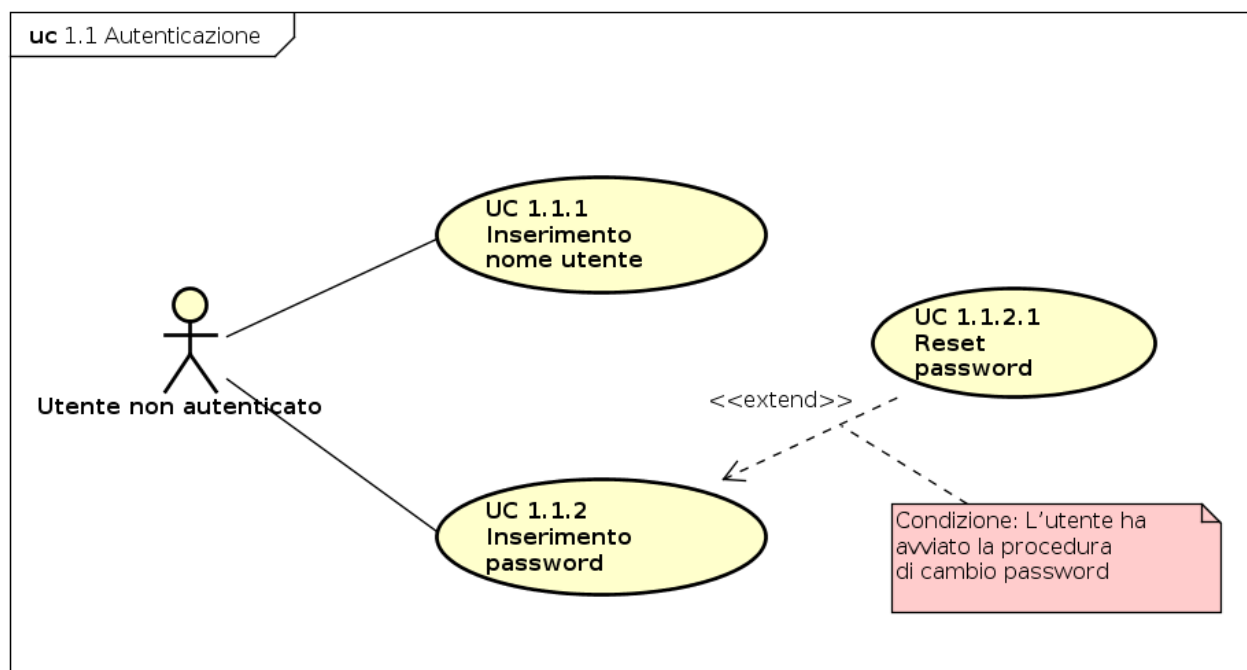 uc 1.1 Autenticazione
UC 1.1.1
Inserimento
nome utente
UC 1.1.2.1
Reset
password
Utente non autenticato
<<extend>>
UC 1.1.2
Inserimento
password
Condizione: L'utente ha
avviato la procedura
di cambio password